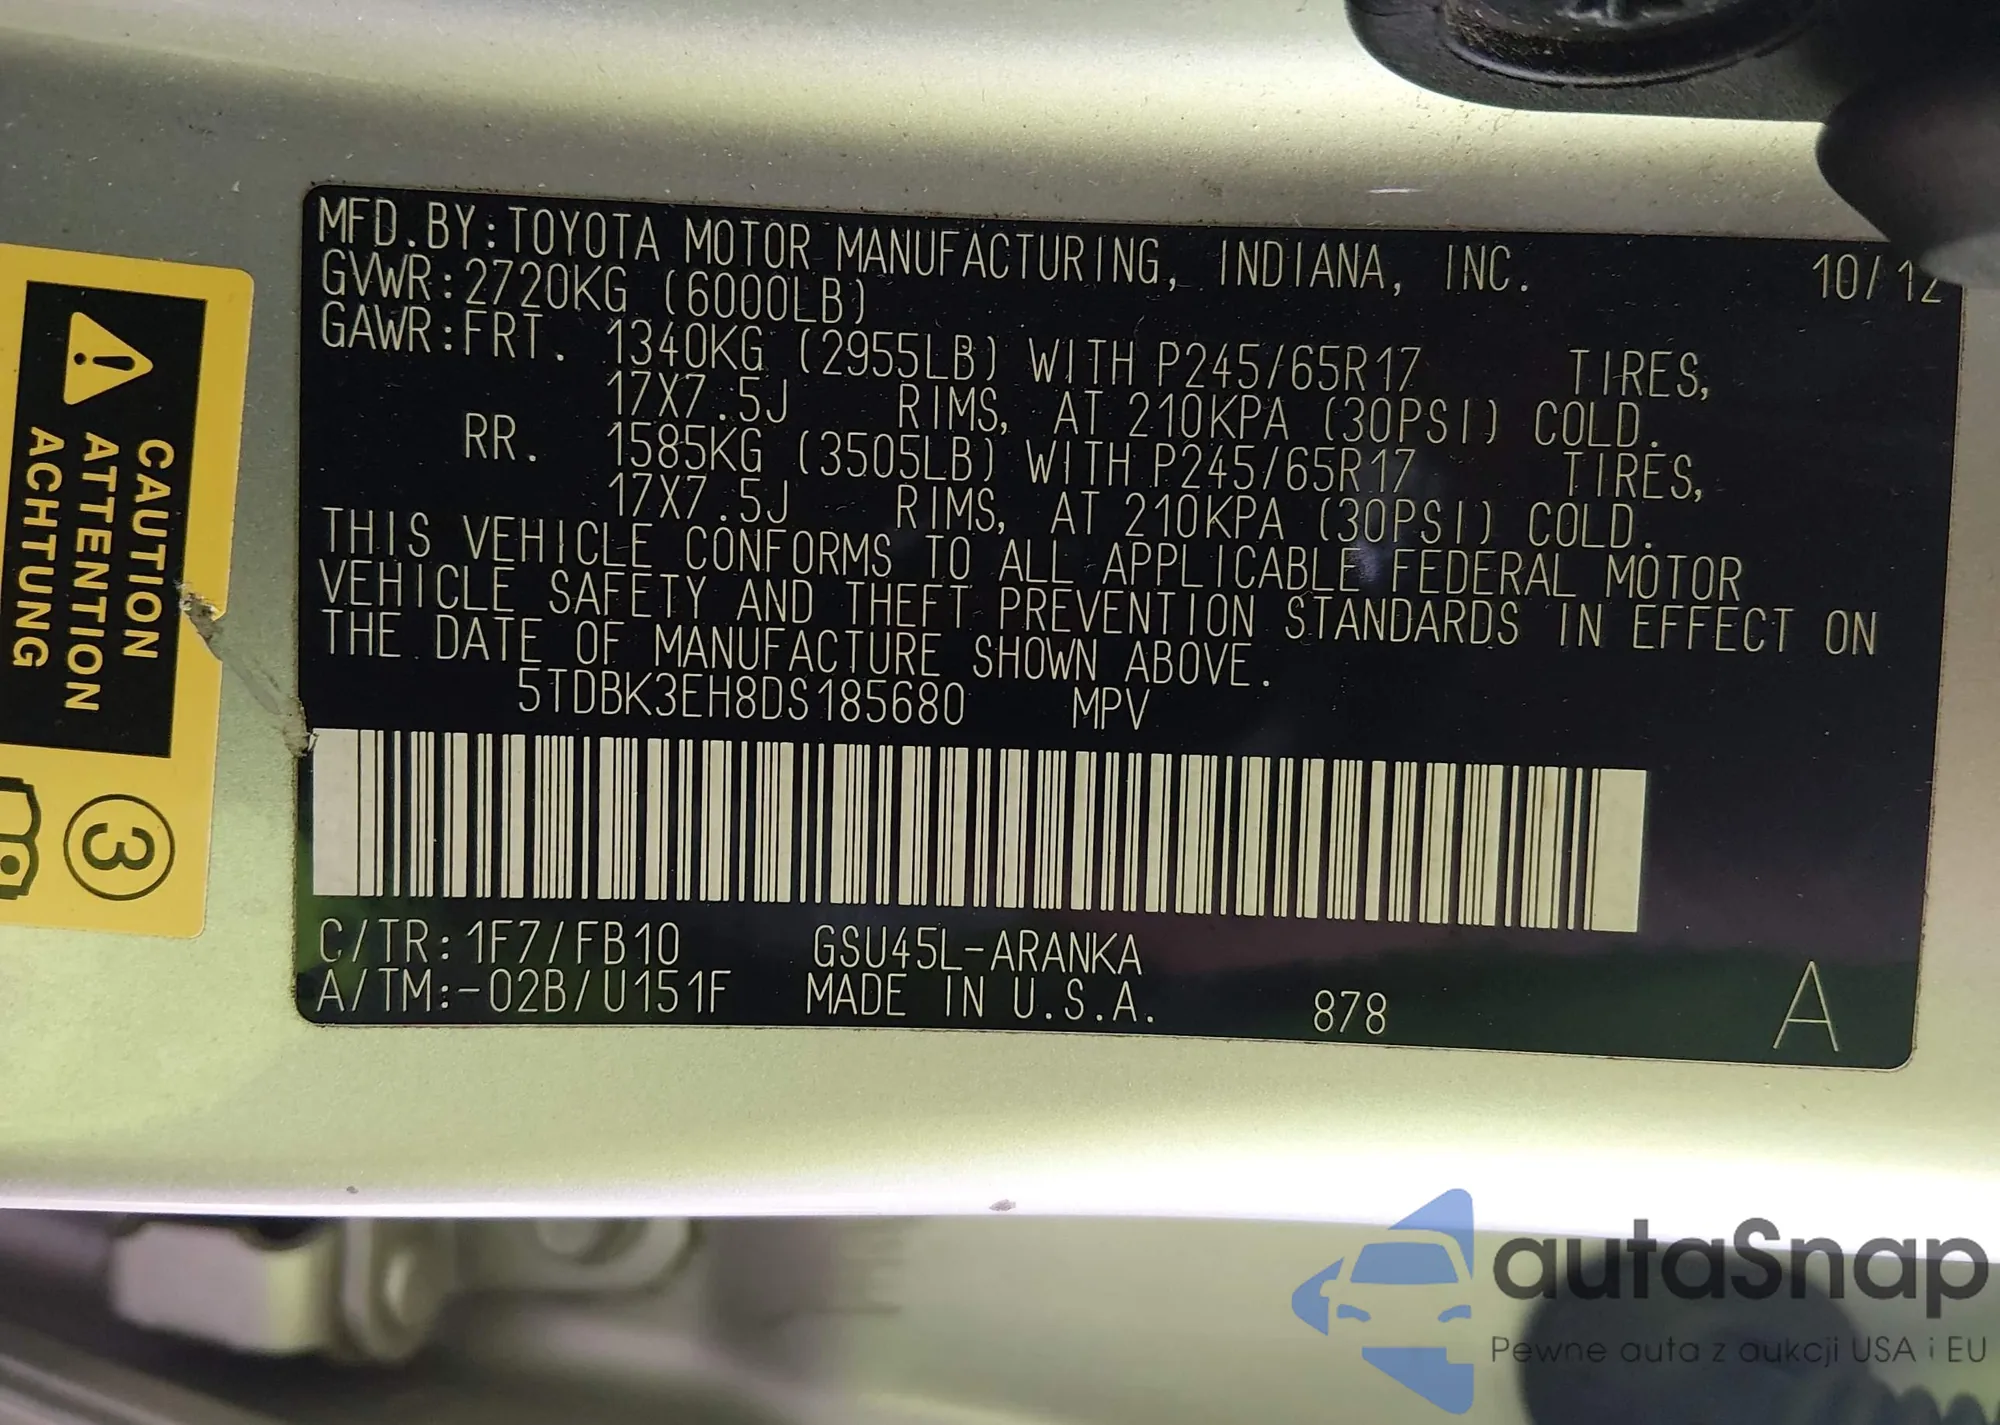 MFD.BY:TOYOTA MOTOR MANUFACTURING, INDIANA, INC. 10/12
GVWR:2720KG (6000LB)
GAWR:FRT. 1340KG (2955LB) WITH P245/65R17 TIRES,
17X7.5J RIMS, AT 210KPA (30PSI) COLD.
RR. 1585KG (3505LB) WITH P245/65R17 TIRES,
17X7.5J RIMS, AT 210KPA (30PSI) COLD.
THIS VEHICLE CONFORMS TO ALL APPLICABLE FEDERAL MOTOR
VEHICLE SAFETY AND THEFT PREVENTION STANDARDS IN EFFECT ON
THE DATE OF MANUFACTURE SHOWN ABOVE.
5TDBK3EH8DS185680 MPV
C/TR:1F7/FB10 GSU45L-ARANKA
A/TM:-02B/U151F MADE IN U.S.A. 878 A
CAUTION
ATTENTION
ACHTUNG
3
autoSnap
Pewne auta z aukcji USA i EU